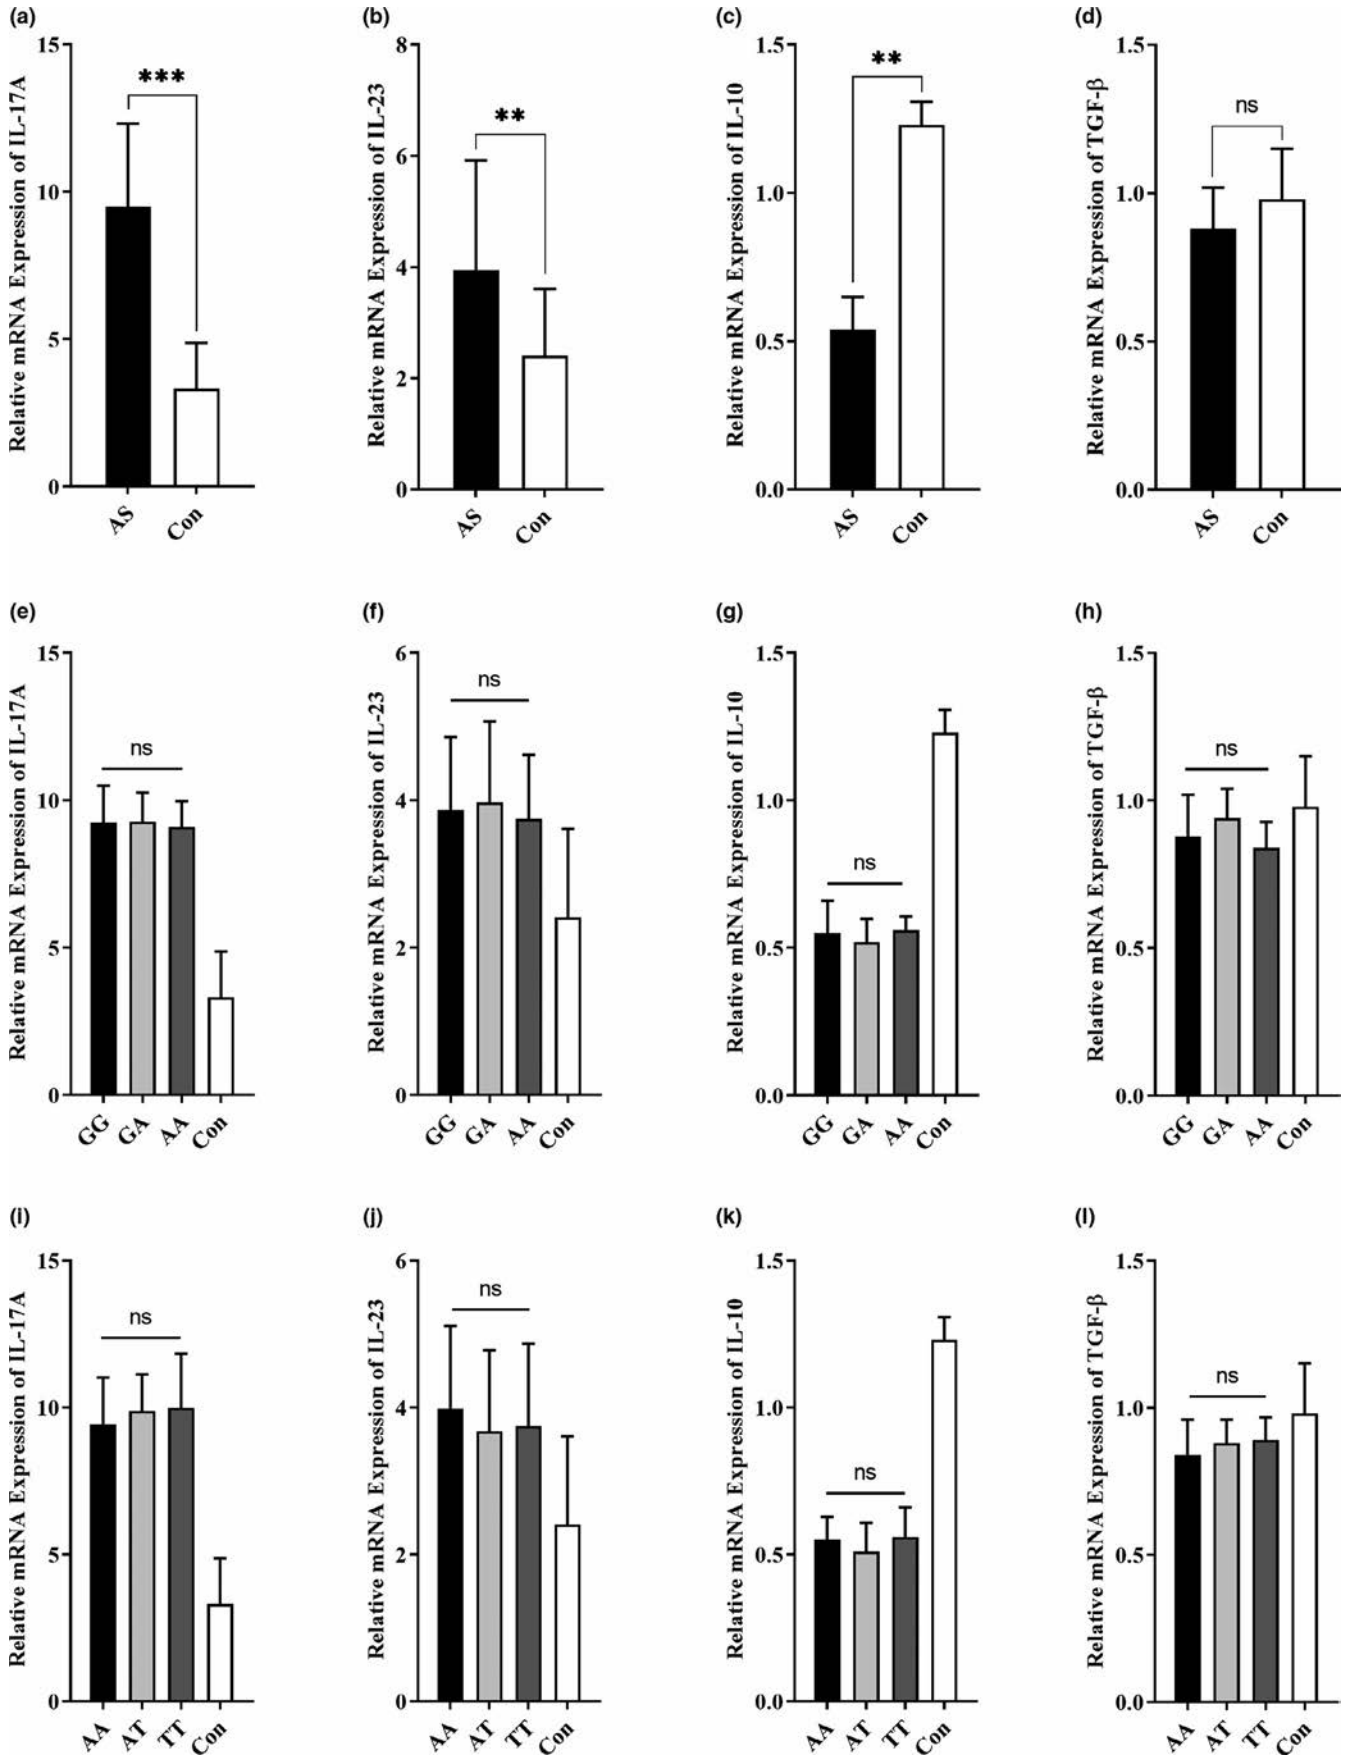 (a)
Relative mRNA Expression of IL-17A
15
10
5
0
***
AS
Con
(b)
Relative mRNA Expression of IL-23
8
6
4
2
0
**
AS
Con
(c)
Relative mRNA Expression of IL-10
1.5
1.0
0.5
0.0
**
AS
Con
(d)
Relative mRNA Expression of TGF-β
1.5
1.0
0.5
0.0
ns
AS
Con
(e)
Relative mRNA Expression of IL-17A
15
10
5
0
ns
GG
GA
AA
Con
(f)
Relative mRNA Expression of IL-23
6
4
2
0
ns
GG
GA
AA
Con
(g)
Relative mRNA Expression of IL-10
1.5
1.0
0.5
0.0
ns
GG
GA
AA
Con
(h)
Relative mRNA Expression of TGF-β
1.5
1.0
0.5
0.0
ns
GG
GA
AA
Con
(i)
Relative mRNA Expression of IL-17A
15
10
5
0
ns
AA
AT
TT
Con
(j)
Relative mRNA Expression of IL-23
6
4
2
0
ns
AA
AT
TT
Con
(k)
Relative mRNA Expression of IL-10
1.5
1.0
0.5
0.0
ns
AA
AT
TT
Con
(l)
Relative mRNA Expression of TGF-β
1.5
1.0
0.5
0.0
ns
AA
AT
TT
Con